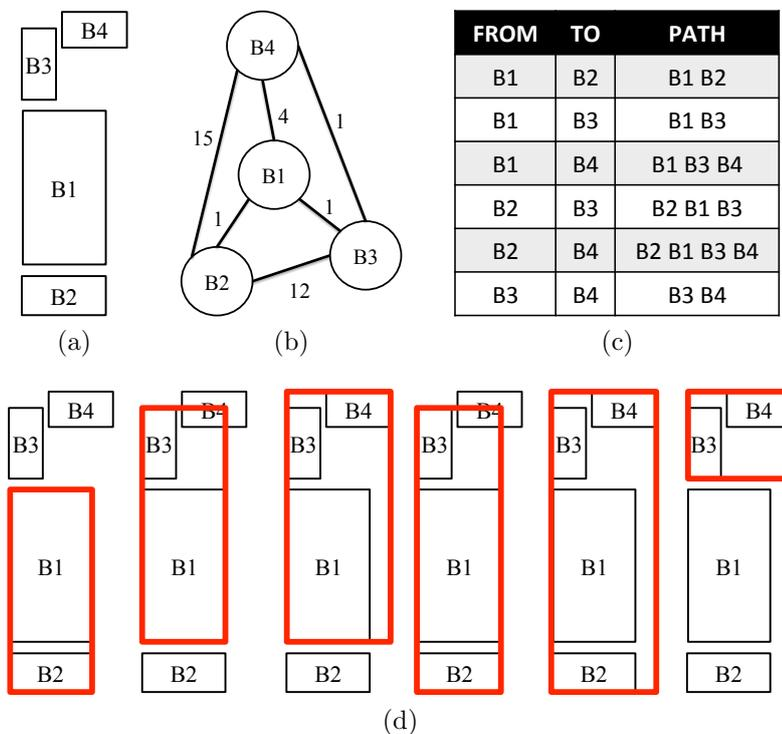 B4
B3
B1
B2
(a)
B4
4
1
15
B1
1
1
B3
B2
12
(b)
FROM TO PATH
B1 B2 B1 B2
B1 B3 B1 B3
B1 B4 B1 B3 B4
B2 B3 B2 B1 B3
B2 B4 B2 B1 B3 B4
B3 B4 B3 B4
(c)
B4 B4 B4 B4 B4 B4
B3 B3 B3 B3 B3 B3
B1 B1 B1 B1 B1 B1
B2 B2 B2 B2 B2 B2
(d)